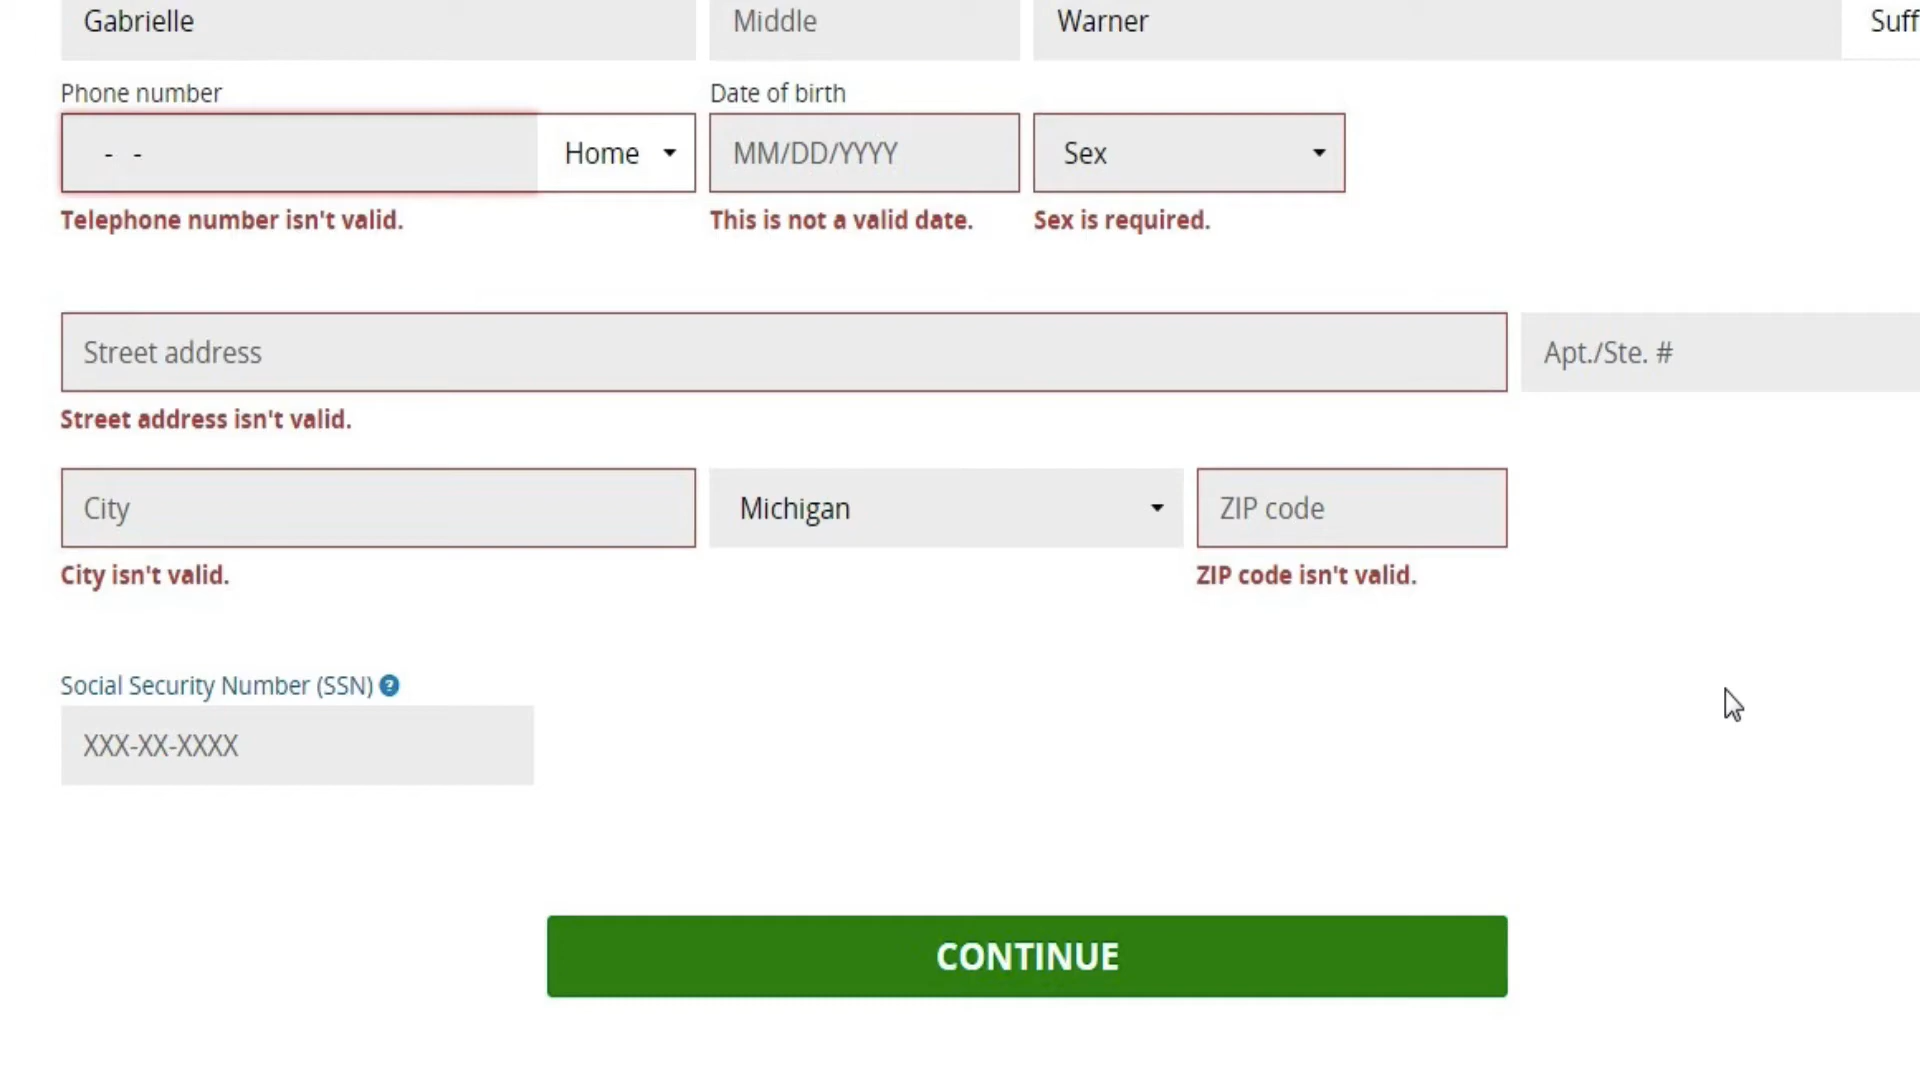 Gabrielle Middle Warner Suff
Phone number Date of birth
- - Home MM/DD/YYYY Sex
Telephone number isn't valid. This is not a valid date. Sex is required.
Street address Apt./Ste. #
Street address isn't valid.
City Michigan ZIP code
City isn't valid. ZIP code isn't valid.
Social Security Number (SSN) ?
XXX-XX-XXXX
CONTINUE